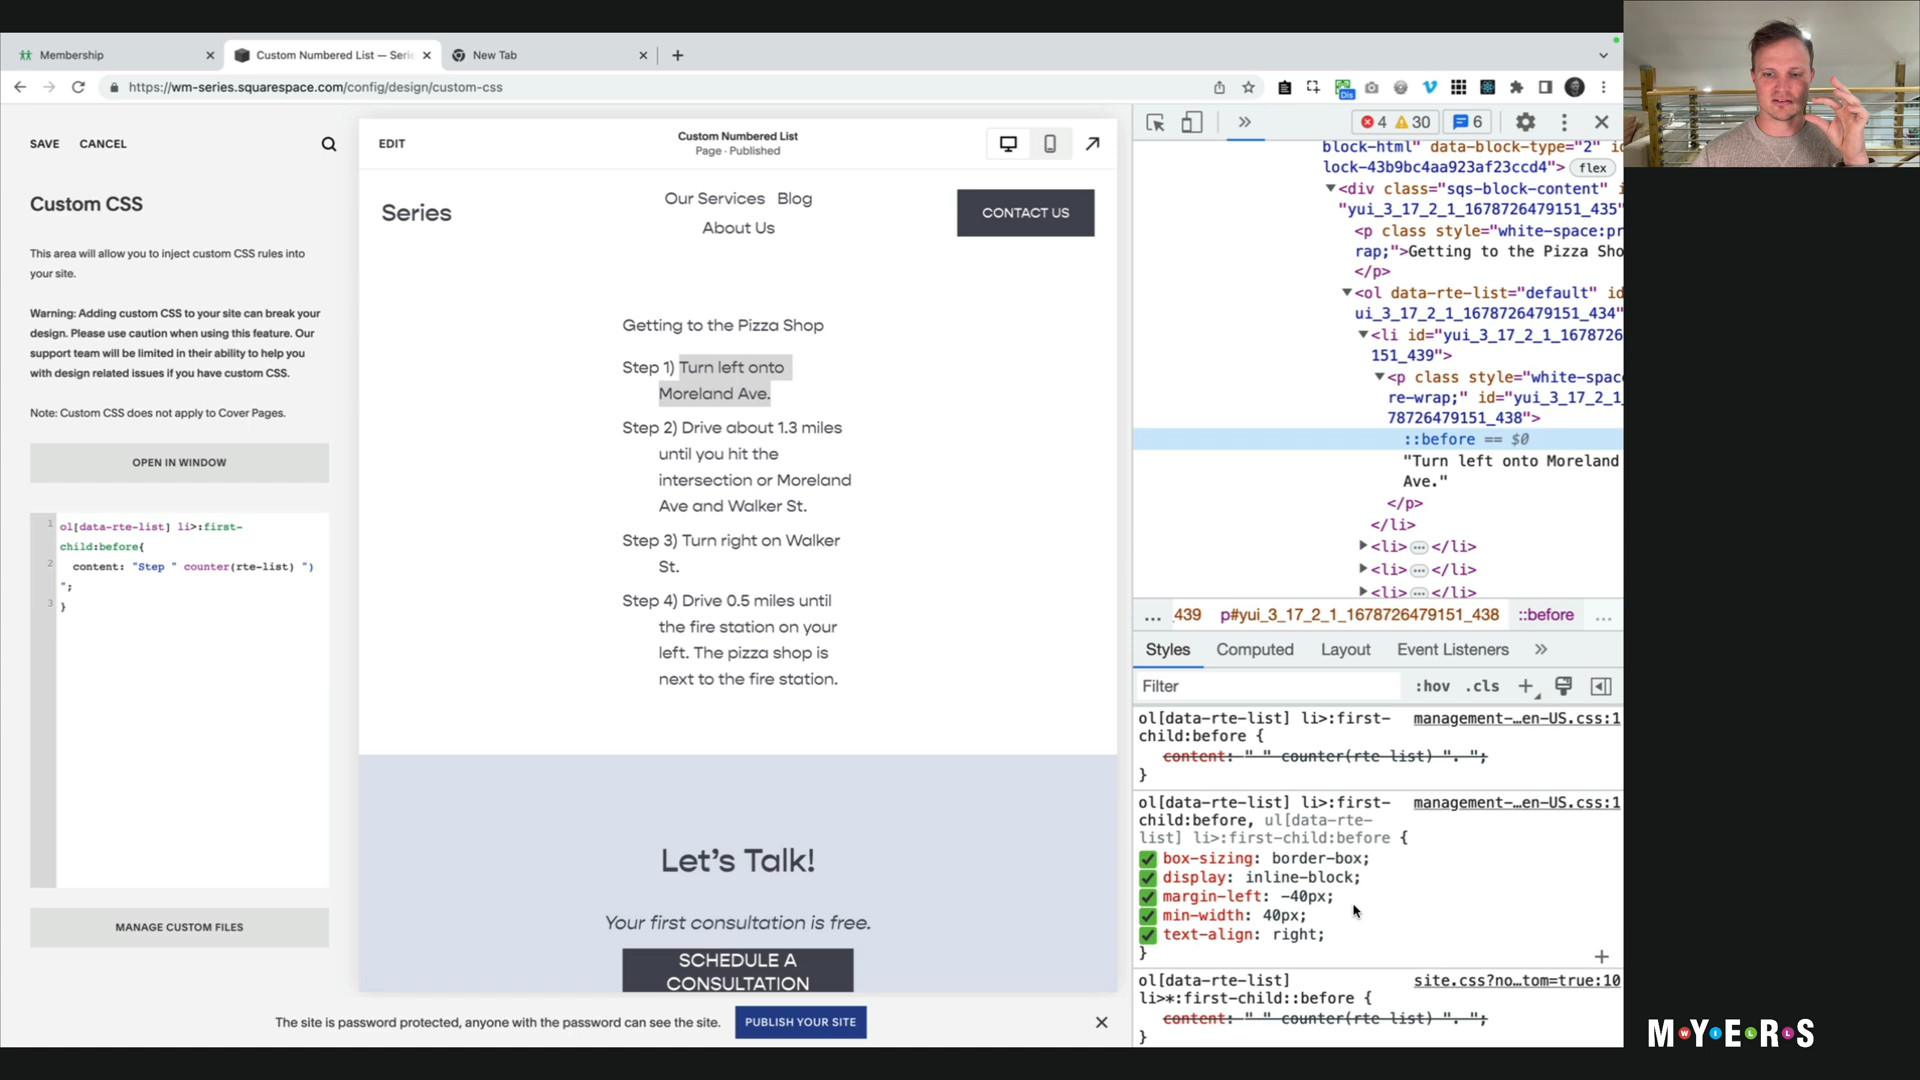 Membership
Custom Numbered List — Serie
New Tab
https://wm-series.squarespace.com/config/design/custom-css
Dis
SAVE CANCEL
Custom CSS
This area will allow you to inject custom CSS rules into
your site.
Warning: Adding custom CSS to your site can break your
design. Please use caution when using this feature. Our
support team will be limited in their ability to help you
with design related issues if you have custom CSS.
Note: Custom CSS does not apply to Cover Pages.
OPEN IN WINDOW
1 ol[data-rte-list] li>:first-
child:before{
2 content: "Step " counter(rte-list) ")
";
3 }
MANAGE CUSTOM FILES
EDIT
Custom Numbered List
Page · Published
Series
Our Services Blog
About Us
CONTACT US
Getting to the Pizza Shop
Step 1) Turn left onto
Moreland Ave.
Step 2) Drive about 1.3 miles
until you hit the
intersection or Moreland
Ave and Walker St.
Step 3) Turn right on Walker
St.
Step 4) Drive 0.5 miles until
the fire station on your
left. The pizza shop is
next to the fire station.
Let's Talk!
Your first consultation is free.
SCHEDULE A
CONSULTATION
The site is password protected, anyone with the password can see the site.
PUBLISH YOUR SITE
4 30 6
block-html" data-block-type="2" id
lock-43b9bc4aa923af23ccd4"> flex
<div class="sqs-block-content" i
"yui_3_17_2_1_1678726479151_435"
<p class style="white-space:pr
rap;">Getting to the Pizza Sho
</p>
<ol data-rte-list="default" id
ui_3_17_2_1_1678726479151_434">
<li id="yui_3_17_2_1_1678726
151_439">
<p class style="white-spac
re-wrap;" id="yui_3_17_2_1_
78726479151_438">
::before == $0
"Turn left onto Moreland
Ave."
</p>
</li>
<li> … </li>
<li> … </li>
<li> … </li>
… _439 p#yui_3_17_2_1_1678726479151_438 ::before …
Styles Computed Layout Event Listeners
Filter :hov .cls
ol[data-rte-list] li>:first- management-…en-US.css:1
child:before {
content: " " counter(rte-list) ". ";
}
ol[data-rte-list] li>:first- management-…en-US.css:1
child:before, ul[data-rte-
list] li>:first-child:before {
box-sizing: border-box;
display: inline-block;
margin-left: -40px;
min-width: 40px;
text-align: right;
}
ol[data-rte-list] site.css?no…tom=true:10
li>*:first-child::before {
content: " " counter(rte-list) ". ";
}
MWYIELRLS